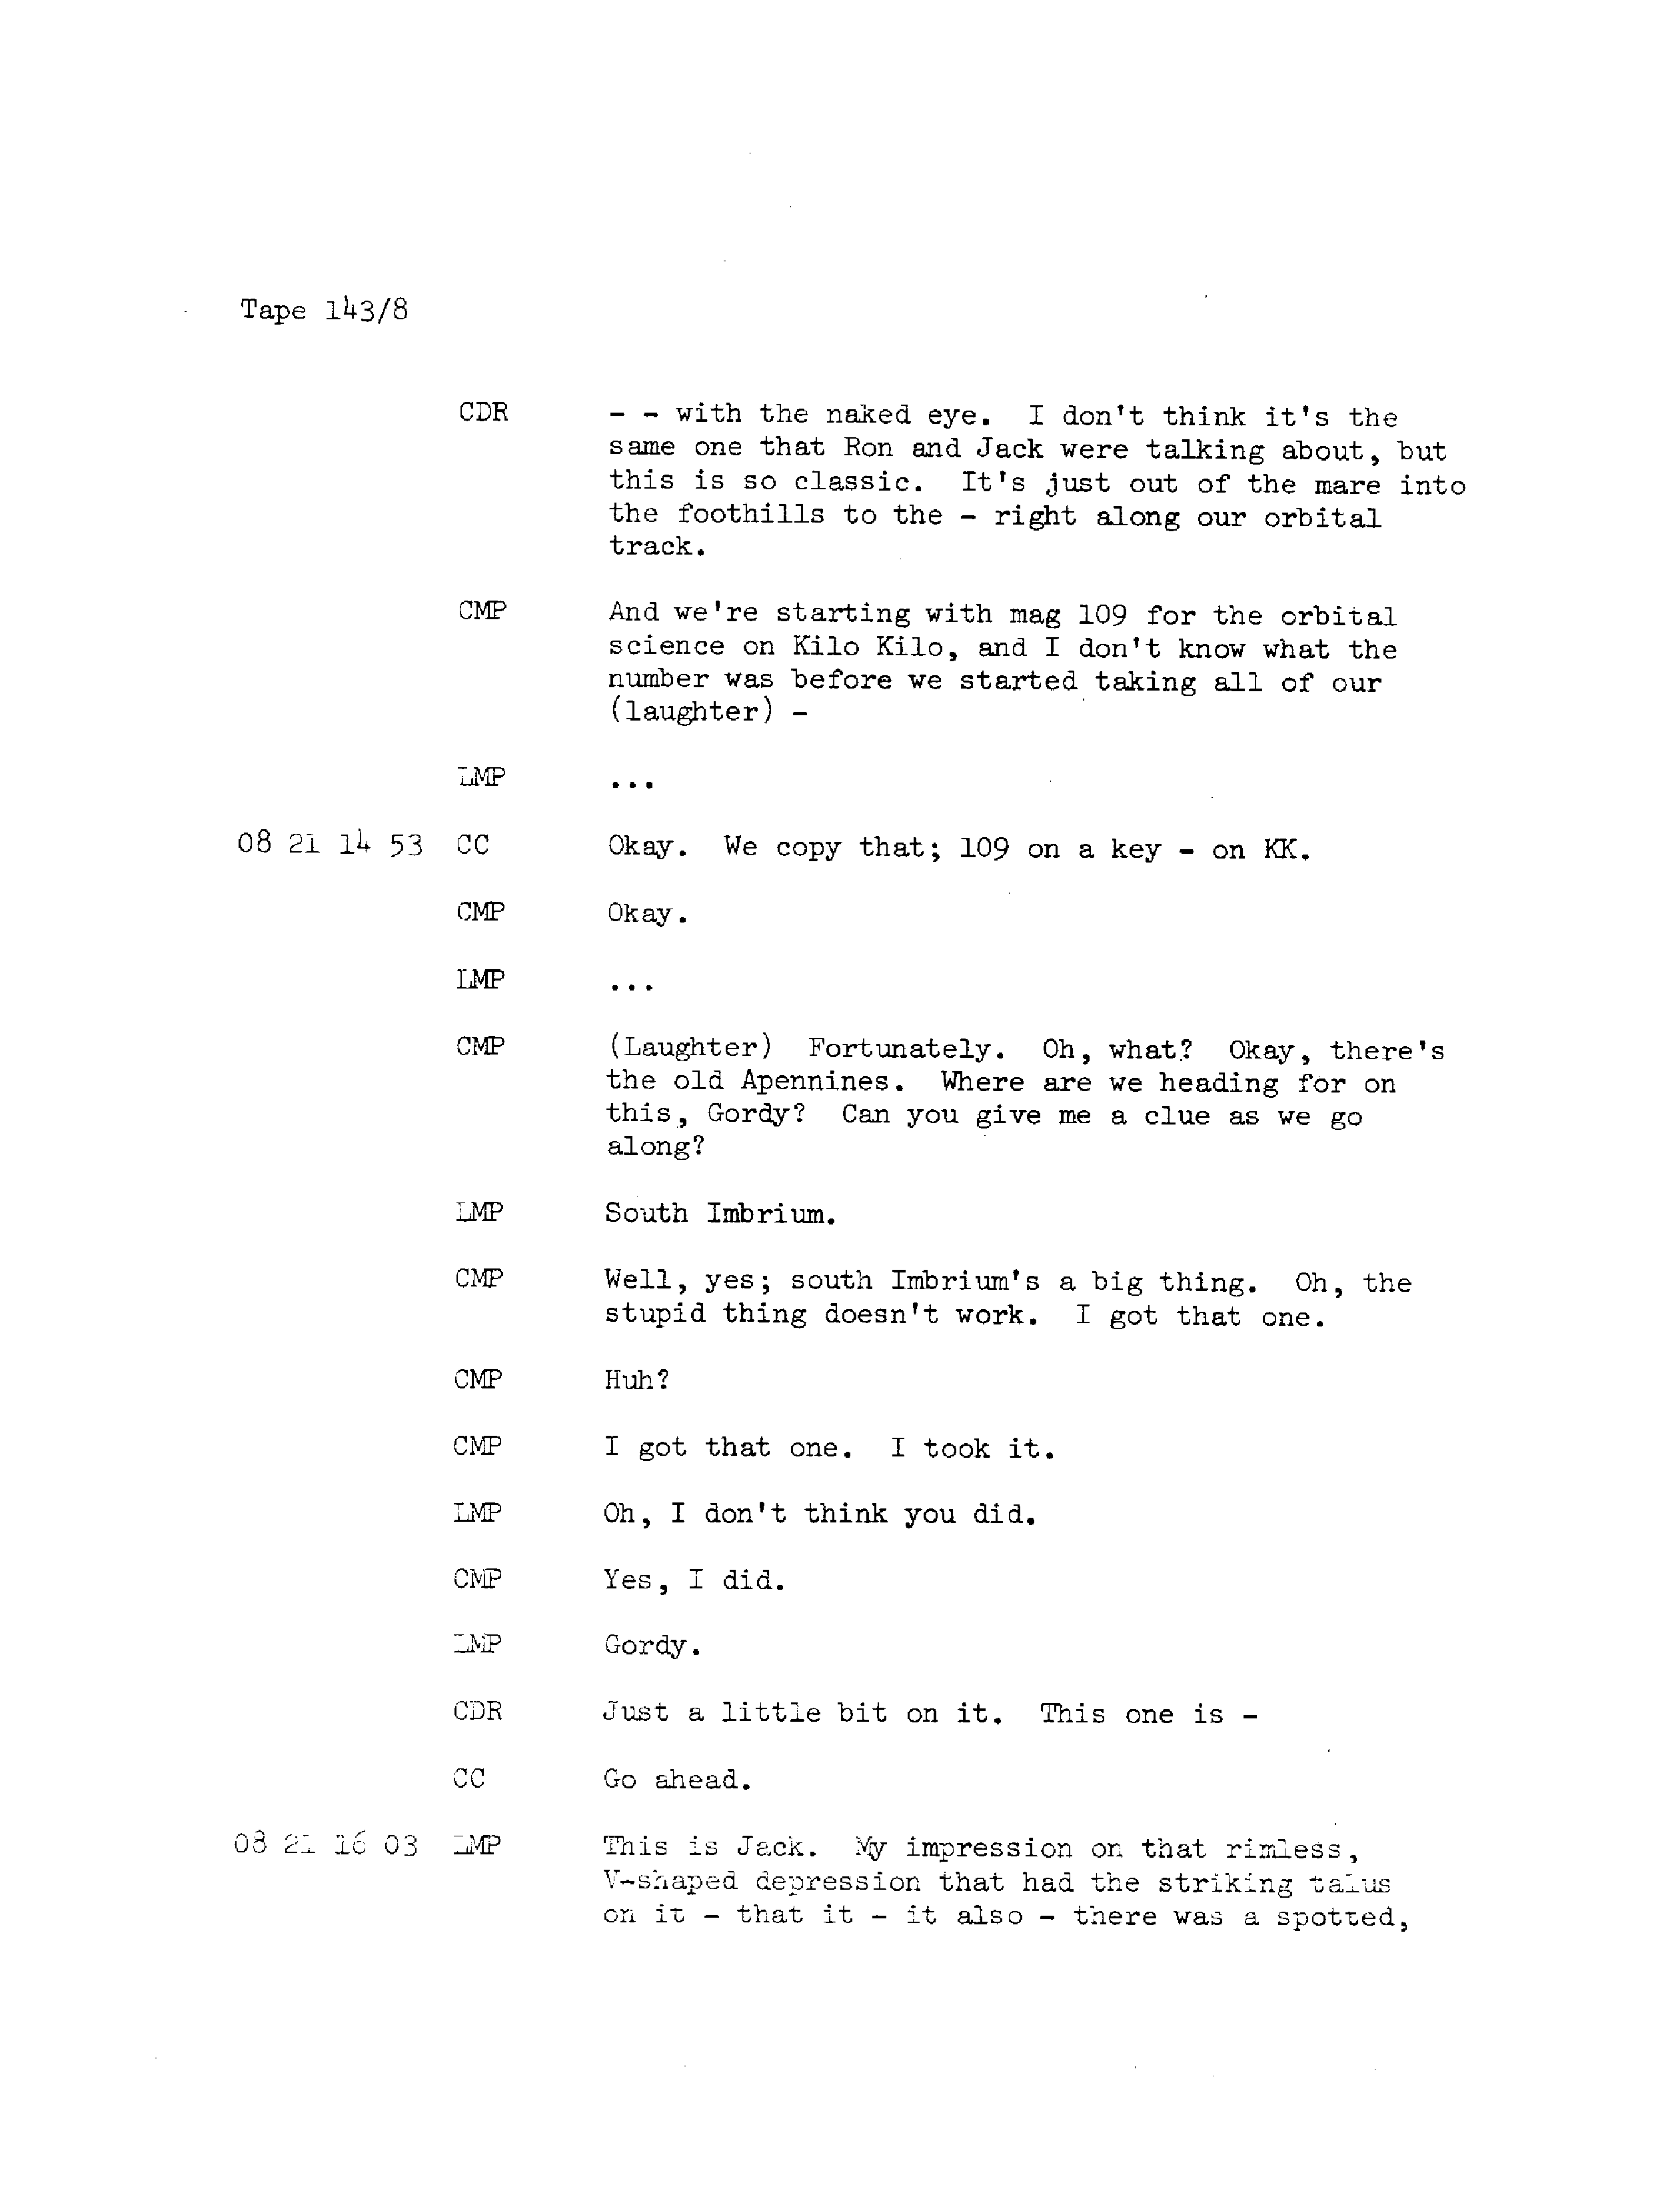 Tape 143/8
CDR - - with the naked eye. I don't think it's the
same one that Ron and Jack were talking about, but
this is so classic. It's just out of the mare into
the foothills to the - right along our orbital
track.
CMP And we're starting with mag 109 for the orbital
science on Kilo Kilo, and I don't know what the
number was before we started taking all of our
(laughter) -
LMP ...
08 21 14 53 CC Okay. We copy that; 109 on a key - on KK.
CMP Okay.
LMP ...
CMP (Laughter) Fortunately. Oh, what? Okay, there's
the old Apennines. Where are we heading for on
this, Gordy? Can you give me a clue as we go
along?
LMP South Imbrium.
CMP Well, yes; south Imbrium's a big thing. Oh, the
stupid thing doesn't work. I got that one.
CMP Huh?
CMP I got that one. I took it.
LMP Oh, I don't think you did.
CMP Yes, I did.
LMP Gordy.
CDR Just a little bit on it. This one is -
CC Go ahead.
08 21 16 03 LMP This is Jack. My impression on that rimless,
V-shaped depression that had the striking talus
on it - that it - it also - there was a spotted,